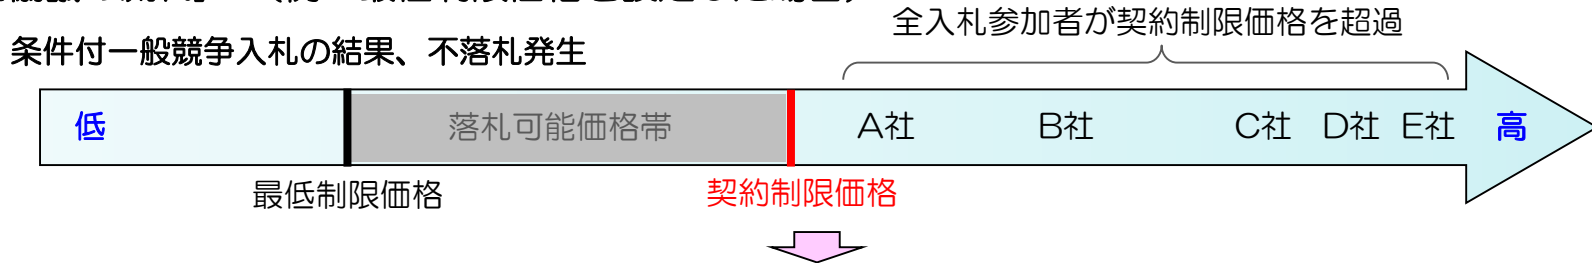 全入札参加者が契約制限価格を超過
条件付一般競争入札の結果、不落札発生
低 落札可能価格帯 A社 B社 C社 D社 E社 高
最低制限価格 契約制限価格